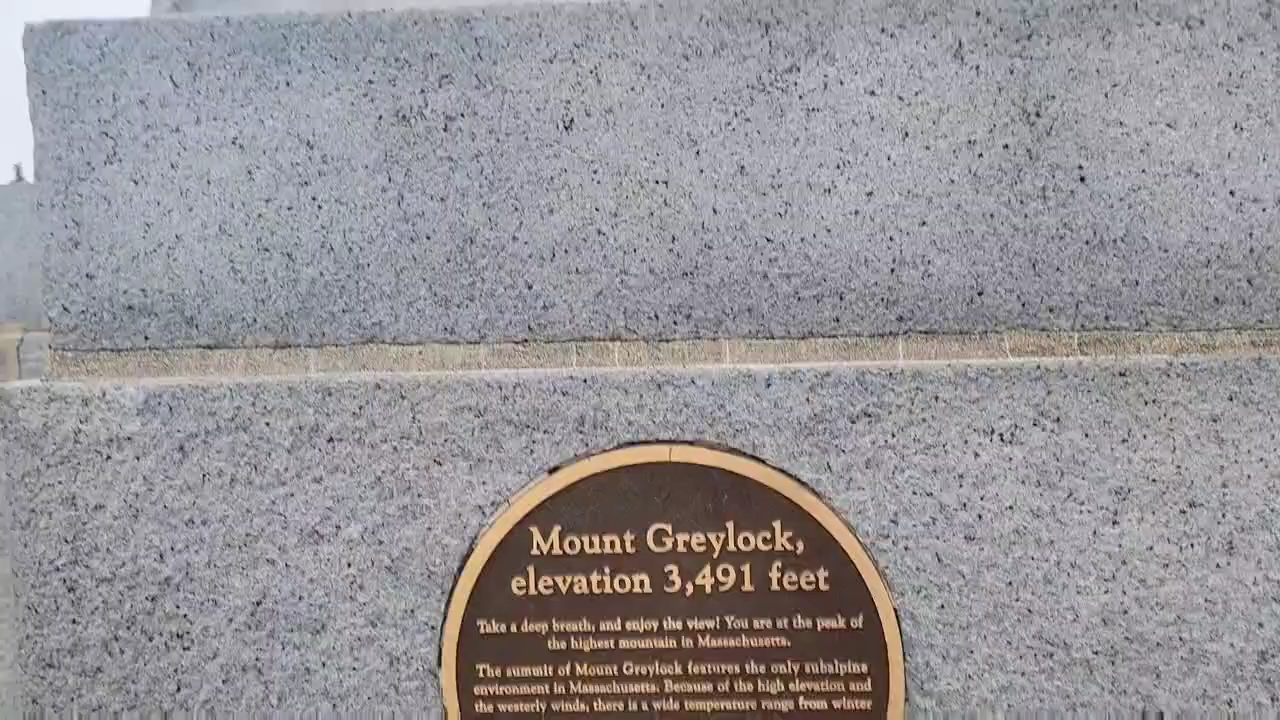 Mount Greylock,
elevation 3,491 feet
Take a deep breath, and enjoy the view! You are at the peak of
the highest mountain in Massachusetts.
The summit of Mount Greylock features the only subalpine
environment in Massachusetts. Because of the high elevation and
the westerly winds, there is a wide temperature range from winter